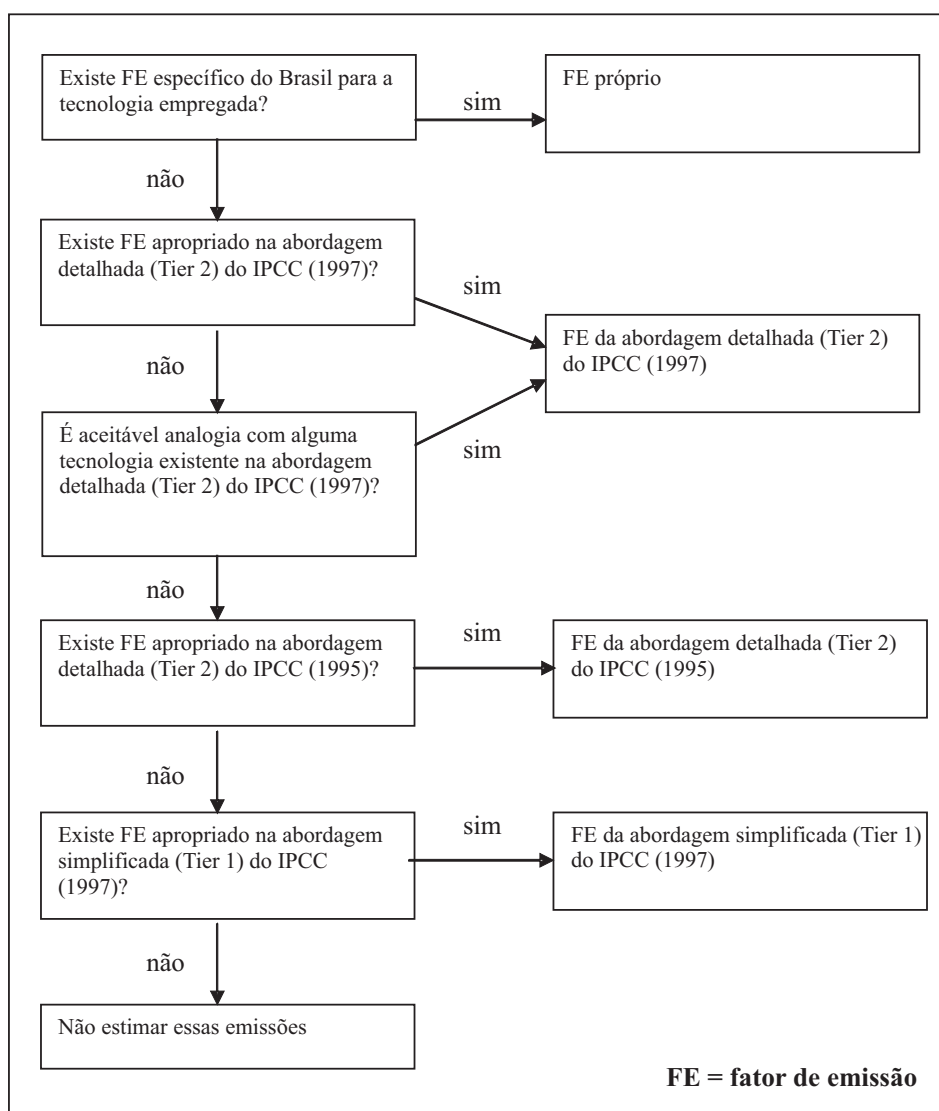 Existe FE específico do Brasil para a
tecnologia empregada?
sim
FE próprio
não
Existe FE apropriado na abordagem
detalhada (Tier 2) do IPCC (1997)?
sim
FE da abordagem detalhada (Tier 2)
do IPCC (1997)
não
É aceitável analogia com alguma
tecnologia existente na abordagem
detalhada (Tier 2) do IPCC (1997)?
sim
não
Existe FE apropriado na abordagem
detalhada (Tier 2) do IPCC (1995)?
sim
FE da abordagem detalhada (Tier 2)
do IPCC (1995)
não
Existe FE apropriado na abordagem
simplificada (Tier 1) do IPCC
(1997)?
sim
FE da abordagem simplificada (Tier 1)
do IPCC (1997)
não
Não estimar essas emissões
FE = fator de emissão